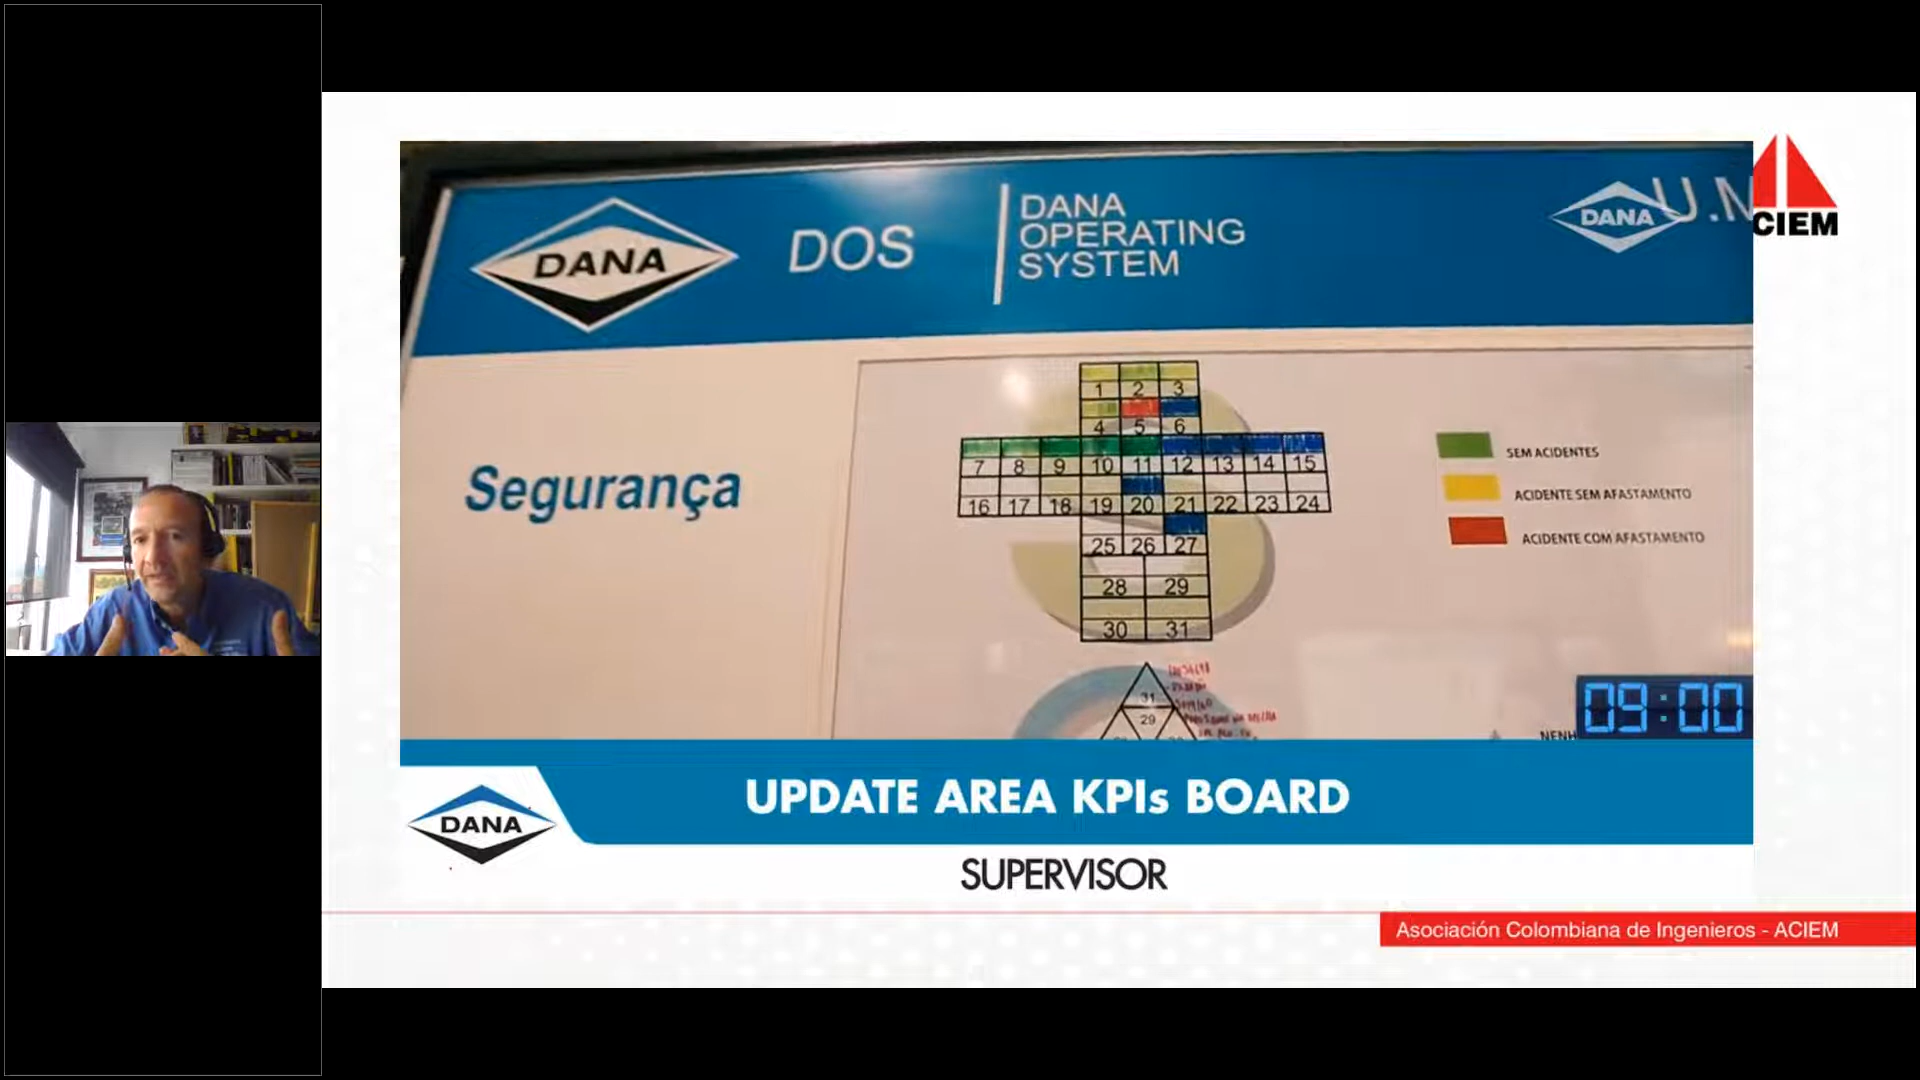 DANA
DOS
DANA
OPERATING
SYSTEM
DANA
U.M
CIEM
Segurança
1 2 3
4 5 6
7 8 9 10 11 12 13 14 15
16 17 18 19 20 21 22 23 24
25 26 27
28 29
30 31
SEM ACIDENTES
ACIDENTE SEM AFASTAMENTO
ACIDENTE COM AFASTAMENTO
31
29
NENH
09:00
DANA
UPDATE AREA KPIs BOARD
SUPERVISOR
Asociación Colombiana de Ingenieros - ACIEM